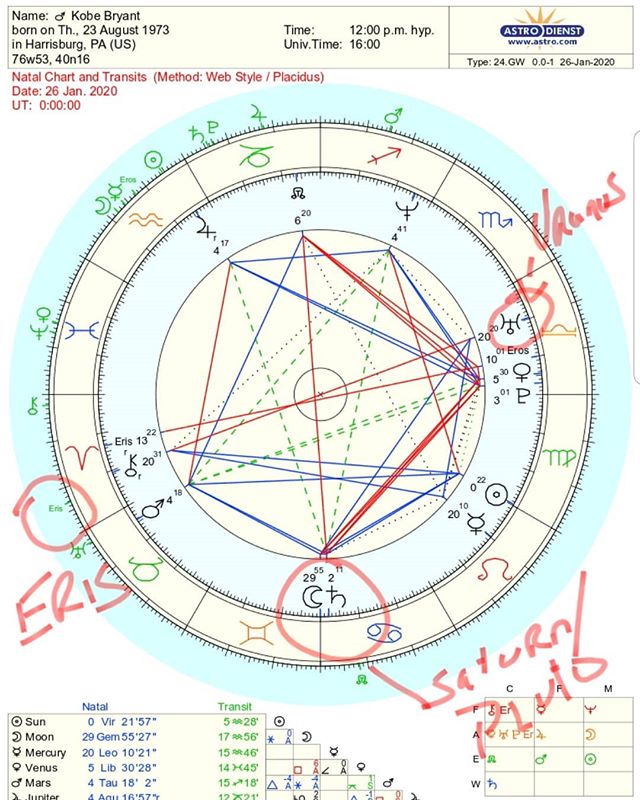 Name: ♂ Kobe Bryant
born on Th., 23 August 1973
in Harrisburg, PA (US)
76w53, 40n16
Time: 12:00 p.m. hyp.
Univ.Time: 16:00
ASTRO DIENST
www.astro.com
Type: 24.GW 0.0-1 26-Jan-2020
Natal Chart and Transits (Method: Web Style / Placidus)
Date: 26 Jan. 2020
UT: 0:00:00
Eros
Uranus
6 20
4 17
4 41
20 20
10 01 Eros
5 30
3 01
Eris 13 22
20 31
r
4 18
0 22
20 10
29 55
2 11
Eris
ERIS
Saturn/
Pluto
Natal
Transit
Sun 0 Vir 21'57" 5 ♒ 28'
Moon 29 Gem 55'27" 17 ♒ 56'
Mercury 20 Leo 10'21" 15 ♒ 46'
Venus 5 Lib 30'28" 14 ♓ 45'
Mars 4 Tau 18' 2" 15 ♐ 18'
Jupiter 4 Aqu 16'57"r 12 ♑ 21'
C F M
F
A
E
W